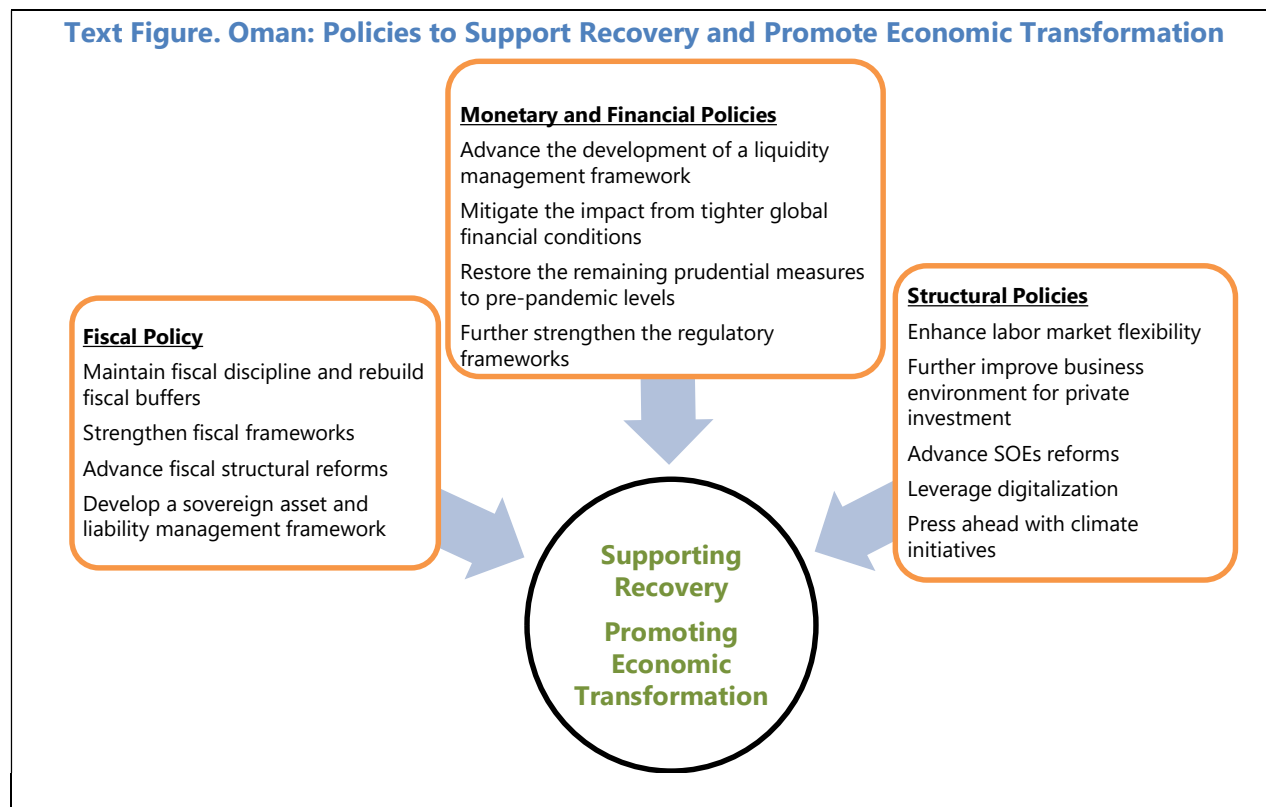 Text Figure. Oman: Policies to Support Recovery and Promote Economic Transformation
Monetary and Financial Policies
Advance the development of a liquidity
management framework
Mitigate the impact from tighter global
financial conditions
Restore the remaining prudential measures
to pre-pandemic levels
Further strengthen the regulatory
frameworks
Fiscal Policy
Maintain fiscal discipline and rebuild
fiscal buffers
Strengthen fiscal frameworks
Advance fiscal structural reforms
Develop a sovereign asset and
liability management framework
Structural Policies
Enhance labor market flexibility
Further improve business
environment for private
investment
Advance SOEs reforms
Leverage digitalization
Press ahead with climate
initiatives
Supporting
Recovery
Promoting
Economic
Transformation